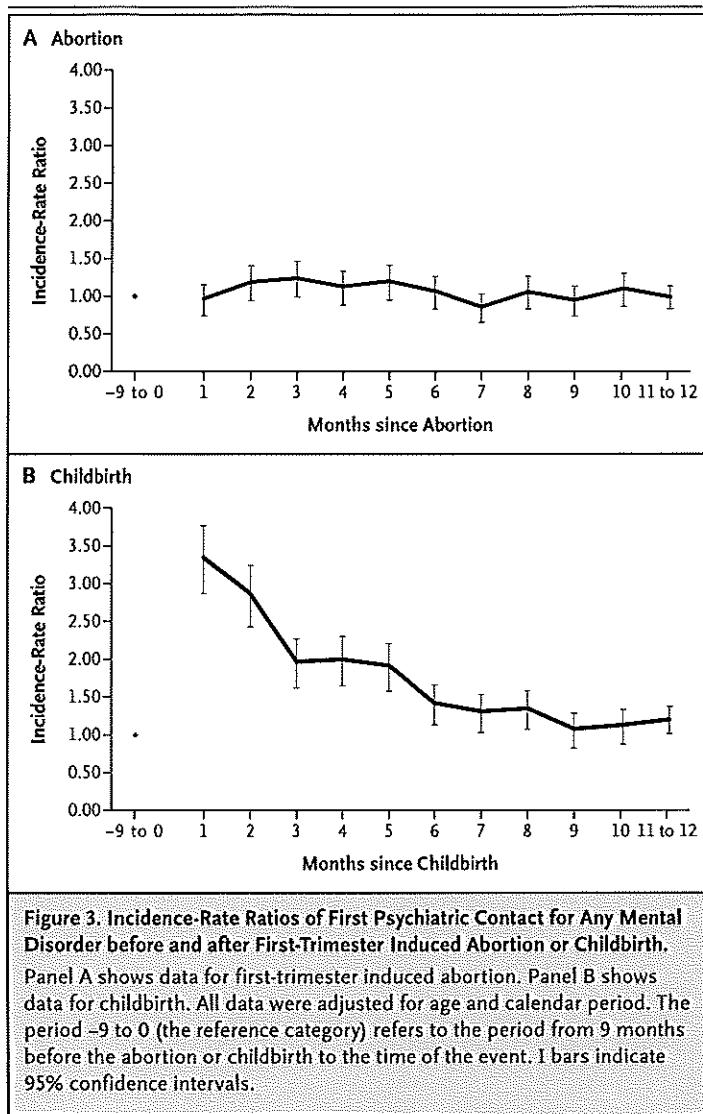 A Abortion
4.00
3.50
3.00
2.50
2.00
1.50
1.00
0.50
0.00
Incidence-Rate Ratio
–9 to 0 1 2 3 4 5 6 7 8 9 10 11 to 12
Months since Abortion
B Childbirth
4.00
3.50
3.00
2.50
2.00
1.50
1.00
0.50
0.00
Incidence-Rate Ratio
–9 to 0 1 2 3 4 5 6 7 8 9 10 11 to 12
Months since Childbirth
Figure 3. Incidence-Rate Ratios of First Psychiatric Contact for Any Mental
Disorder before and after First-Trimester Induced Abortion or Childbirth.
Panel A shows data for first-trimester induced abortion. Panel B shows
data for childbirth. All data were adjusted for age and calendar period. The
period –9 to 0 (the reference category) refers to the period from 9 months
before the abortion or childbirth to the time of the event. I bars indicate
95% confidence intervals.